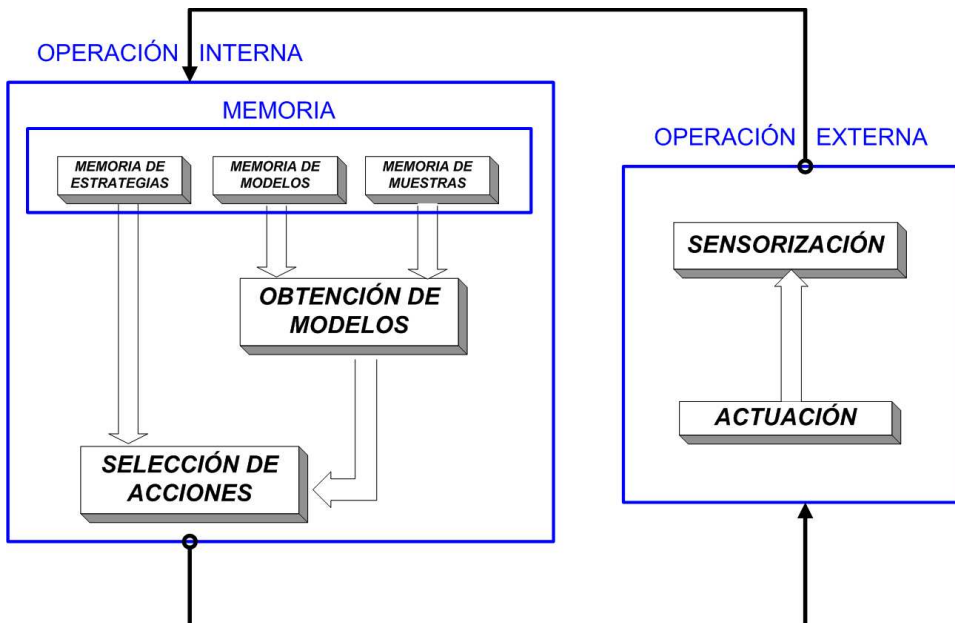 OPERACIÓN INTERNA
MEMORIA
MEMORIA DE
ESTRATEGIAS
MEMORIA DE
MODELOS
MEMORIA DE
MUESTRAS
OBTENCIÓN DE
MODELOS
SELECCIÓN DE
ACCIONES
OPERACIÓN EXTERNA
SENSORIZACIÓN
ACTUACIÓN